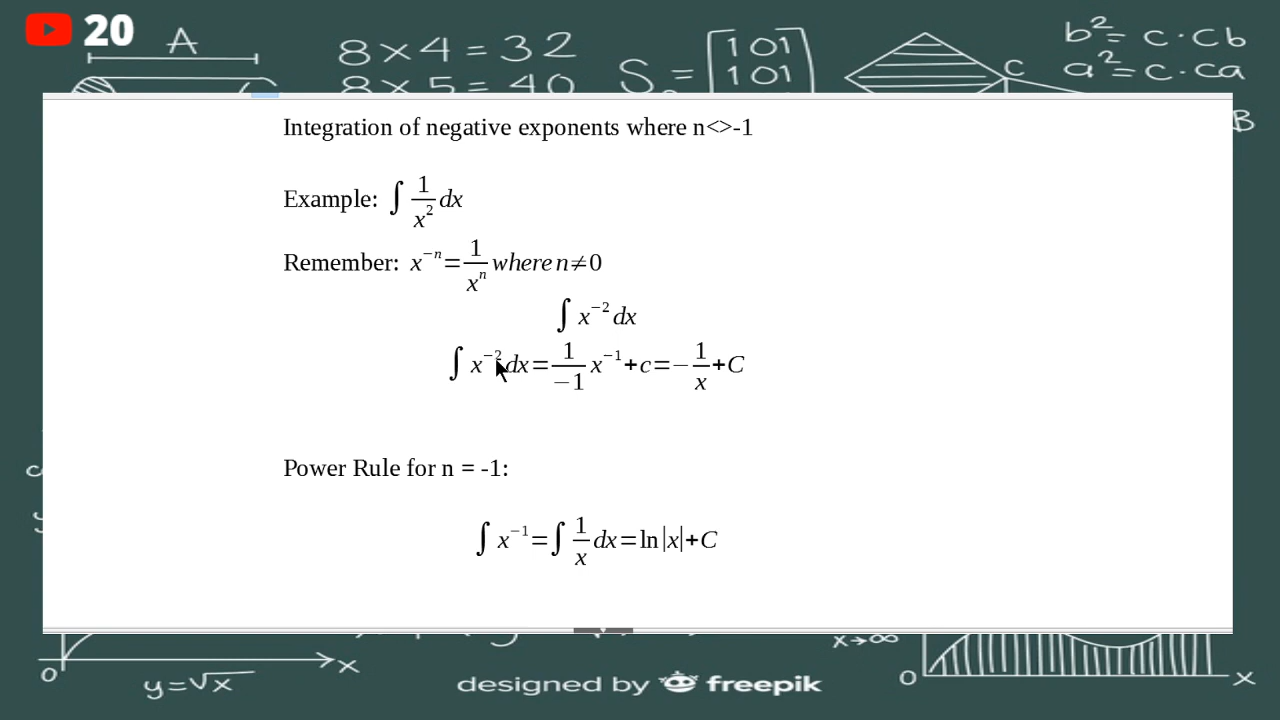 20
A
8 × 4 = 32
8 × 5 = 40
S = [101
101]
C
b² = c · cb
a² = c · ca
B
Integration of negative exponents where n<>-1
Example: ∫ 1/x² dx
Remember: x⁻ⁿ = 1/xⁿ where n≠0
∫ x⁻² dx
∫ x⁻² dx = 1/−1 x⁻¹ + c = − 1/x + C
Power Rule for n = -1:
∫ x⁻¹ = ∫ 1/x dx = ln|x| + C
0
x
y=√x
x→∞
0
x
designed by freepik